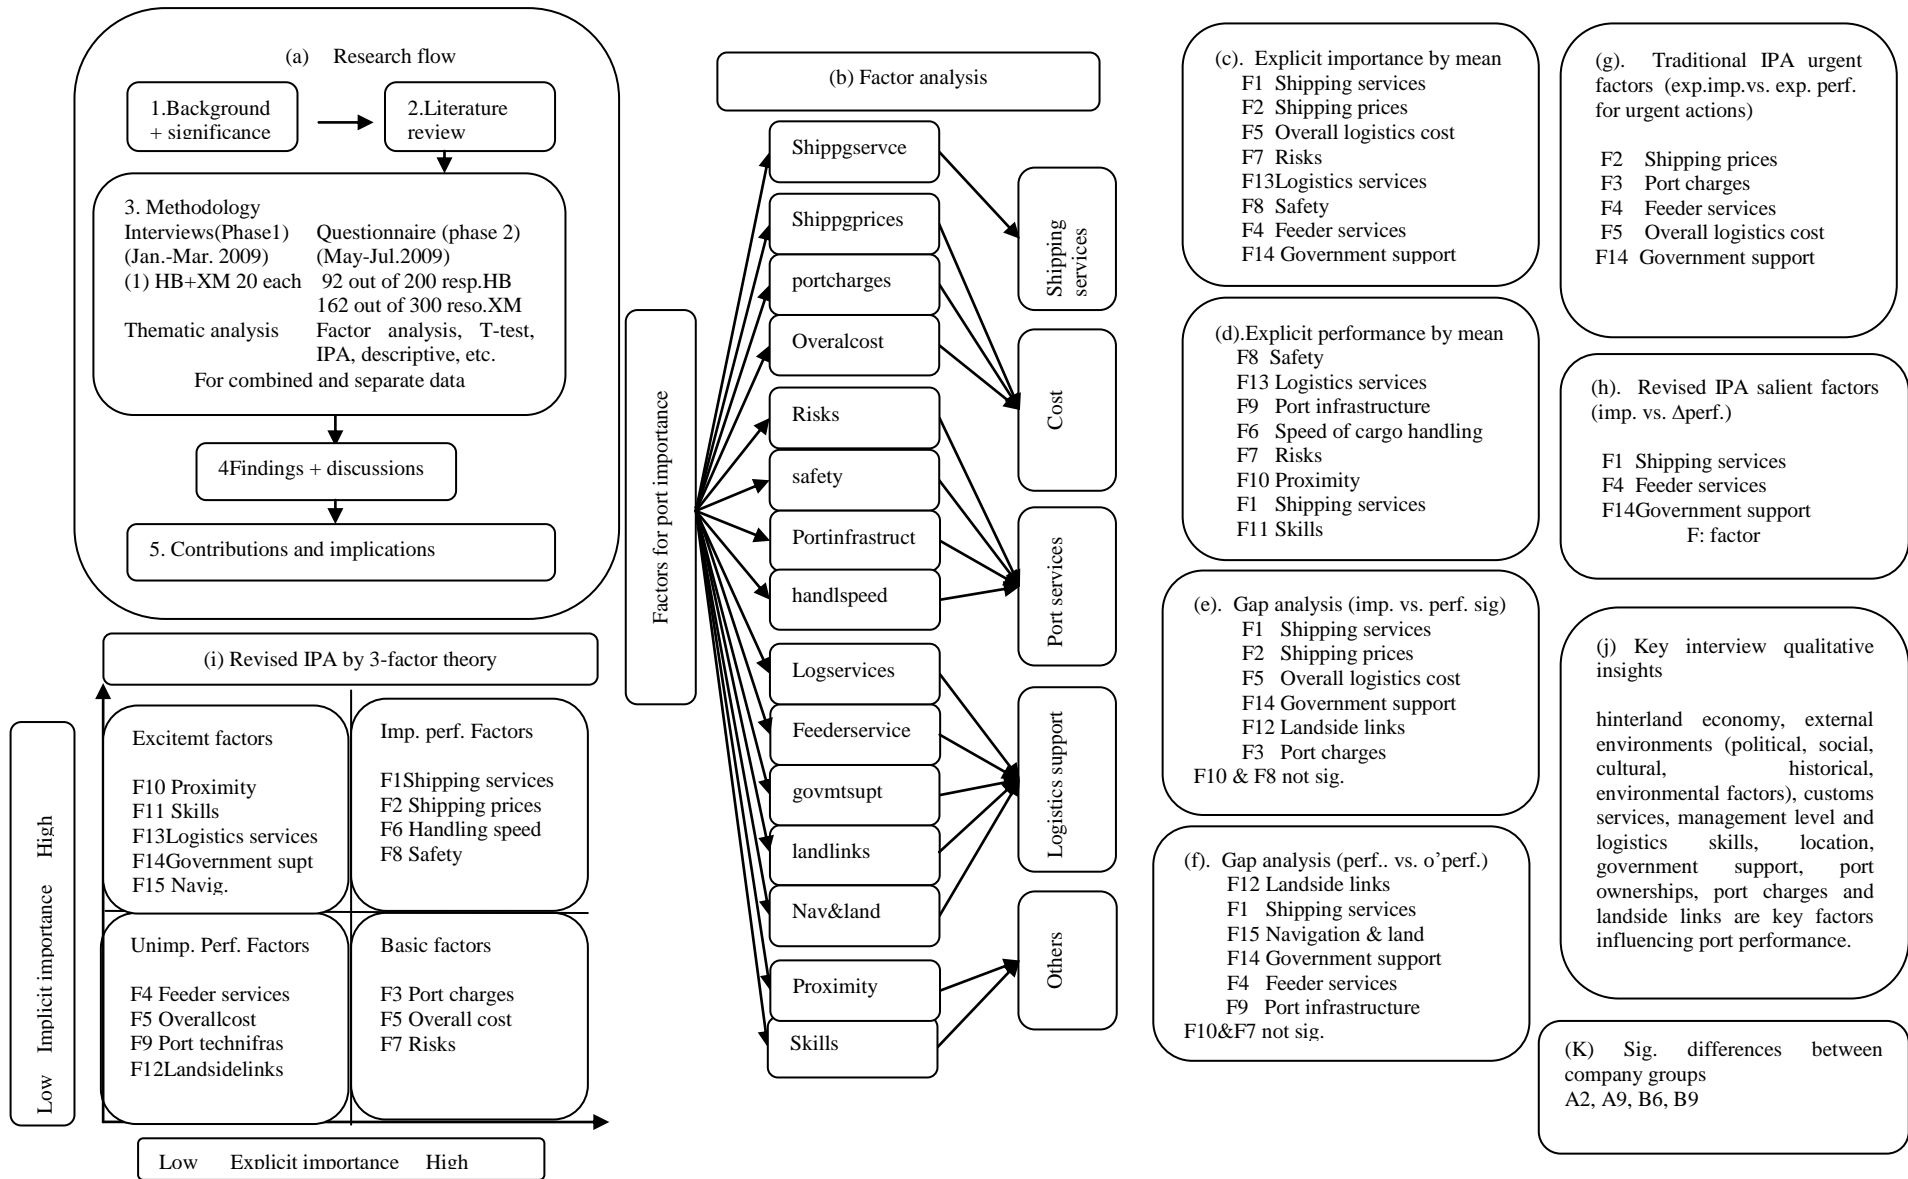 (a) Research flow
1.Background
+ significance
2.Literature
review
3. Methodology
Interviews(Phase1) Questionnaire (phase 2)
(Jan.-Mar. 2009) (May-Jul.2009)
(1) HB+XM 20 each 92 out of 200 resp.HB
162 out of 300 reso.XM
Thematic analysis Factor analysis, T-test,
IPA, descriptive, etc.
For combined and separate data
4Findings + discussions
5. Contributions and implications
(i) Revised IPA by 3-factor theory
Low Implicit importance High
Excitemt factors
F10 Proximity
F11 Skills
F13Logistics services
F14Government supt
F15 Navig.
Imp. perf. Factors
F1Shipping services
F2 Shipping prices
F6 Handling speed
F8 Safety
Unimp. Perf. Factors
F4 Feeder services
F5 Overallcost
F9 Port technifras
F12Landsidelinks
Basic factors
F3 Port charges
F5 Overall cost
F7 Risks
Low Explicit importance High
(b) Factor analysis
Factors for port importance
Shippgservce
Shippgprices
portcharges
Overalcost
Risks
safety
Portinfrastruct
handlspeed
Logservices
Feederservice
govmtsupt
landlinks
Nav&land
Proximity
Skills
Shipping
services
Cost
Port services
Logistics support
Others
(c). Explicit importance by mean
F1 Shipping services
F2 Shipping prices
F5 Overall logistics cost
F7 Risks
F13Logistics services
F8 Safety
F4 Feeder services
F14 Government support
(d).Explicit performance by mean
F8 Safety
F13 Logistics services
F9 Port infrastructure
F6 Speed of cargo handling
F7 Risks
F10 Proximity
F1 Shipping services
F11 Skills
(e). Gap analysis (imp. vs. perf. sig)
F1 Shipping services
F2 Shipping prices
F5 Overall logistics cost
F14 Government support
F12 Landside links
F3 Port charges
F10 & F8 not sig.
(f). Gap analysis (perf.. vs. o’perf.)
F12 Landside links
F1 Shipping services
F15 Navigation & land
F14 Government support
F4 Feeder services
F9 Port infrastructure
F10&F7 not sig.
(g). Traditional IPA urgent
factors (exp.imp.vs. exp. perf.
for urgent actions)
F2 Shipping prices
F3 Port charges
F4 Feeder services
F5 Overall logistics cost
F14 Government support
(h). Revised IPA salient factors
(imp. vs. Δperf.)
F1 Shipping services
F4 Feeder services
F14Government support
F: factor
(j) Key interview qualitative
insights
hinterland economy, external
environments (political, social,
cultural, historical,
environmental factors), customs
services, management level and
logistics skills, location,
government support, port
ownerships, port charges and
landside links are key factors
influencing port performance.
(K) Sig. differences between
company groups
A2, A9, B6, B9